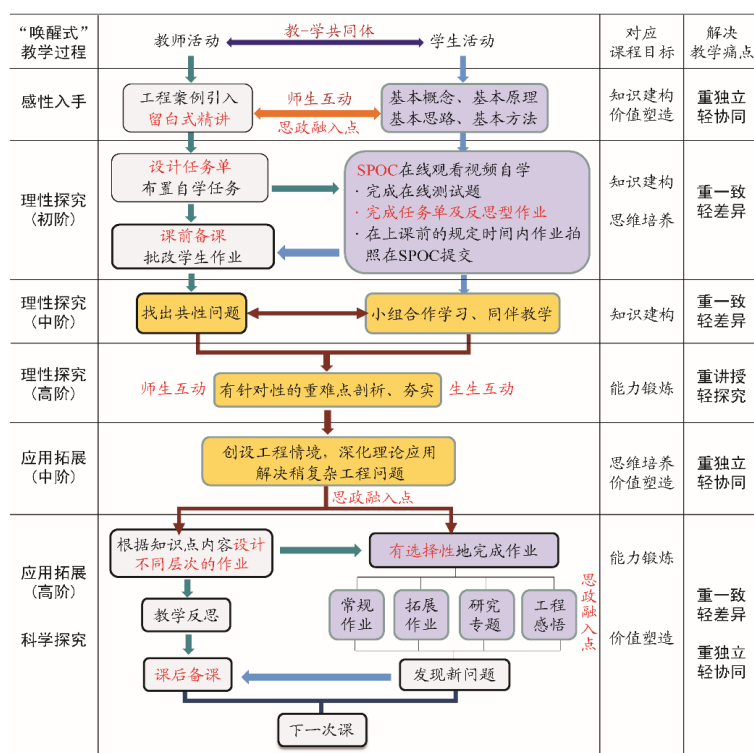 “唤醒式”
教学过程
教师活动
教-学共同体
学生活动
对应
课程目标
解决
教学痛点
感性入手
工程案例引入
留白式精讲
师生互动
思政融入点
基本概念、基本原理
基本思路、基本方法
知识建构
价值塑造
重独立
轻协同
理性探究
(初阶)
设计任务单
布置自学任务
课前备课
批改学生作业
SPOC在线观看视频自学
·完成在线测试题
·完成任务单及反思型作业
·在上课前的规定时间内作业拍
照在SPOC提交
知识建构
思维培养
重一致
轻差异
理性探究
(中阶)
找出共性问题
小组合作学习、同伴教学
知识建构
重一致
轻差异
理性探究
(高阶)
师生互动
有针对性的重难点剖析、夯实
生生互动
能力锻炼
重讲授
轻探究
应用拓展
(中阶)
创设工程情境，深化理论应用
解决稍复杂工程问题
思政融入点
思维培养
价值塑造
重独立
轻协同
应用拓展
(高阶)
科学探究
根据知识点内容设计
不同层次的作业
教学反思
课后备课
有选择性地完成作业
常规
作业
拓展
作业
研究
专题
工程
感悟
思政融入点
发现新问题
下一次课
能力锻炼
价值塑造
重一致
轻差异
重独立
轻协同